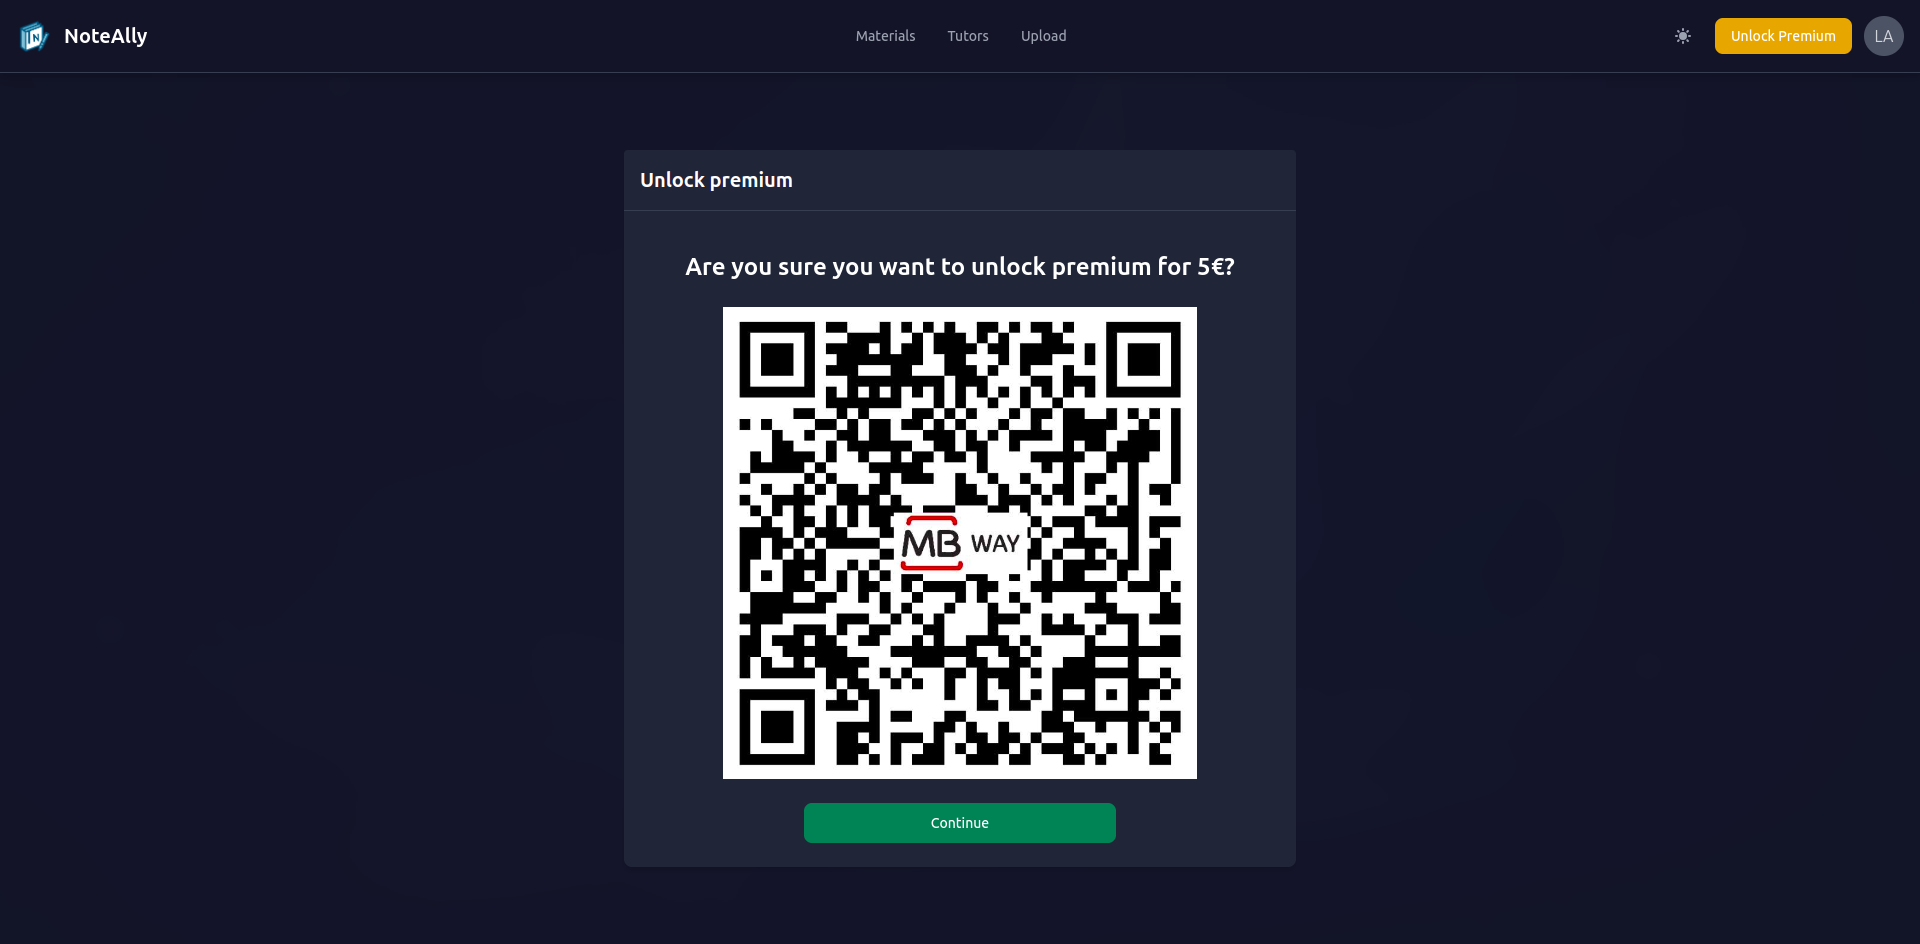 N
NoteAlly
Materials
Tutors
Upload
Unlock Premium
LA
Unlock premium
Are you sure you want to unlock premium for 5€?
MB WAY
Continue